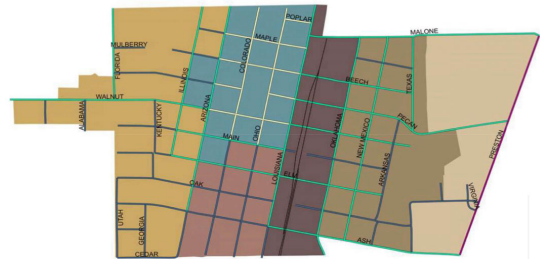 POPLAR
MALONE
MAPLE
MULBERRY
COLORADO
FLORIDA
ILLINOIS
BEECH
TEXAS
WALNUT
ALABAMA
KENTUCKY
ARIZONA
MAIN
OHIO
OKLAHOMA
NEW MEXICO
PECAN
PRESTON
LOUISIANA
ELM
ARKANSAS
OAK
VIRGINIA
UTAH
GEORGIA
ASH
CEDAR